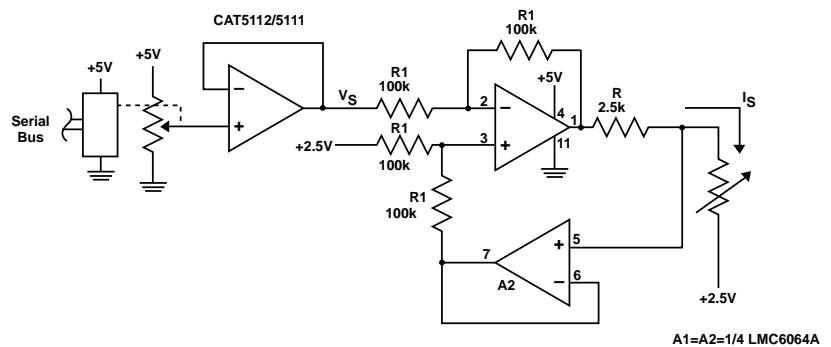 CAT5112/5111
+5V
+5V
Serial
Bus
−
+
VS
R1
100k
R1
100k
+2.5V
R1
100k
R1
100k
+5V
2
−
3
+
4
1
11
R
2.5k
IS
+
5
−
6
7
A2
+2.5V
A1=A2=1/4 LMC6064A